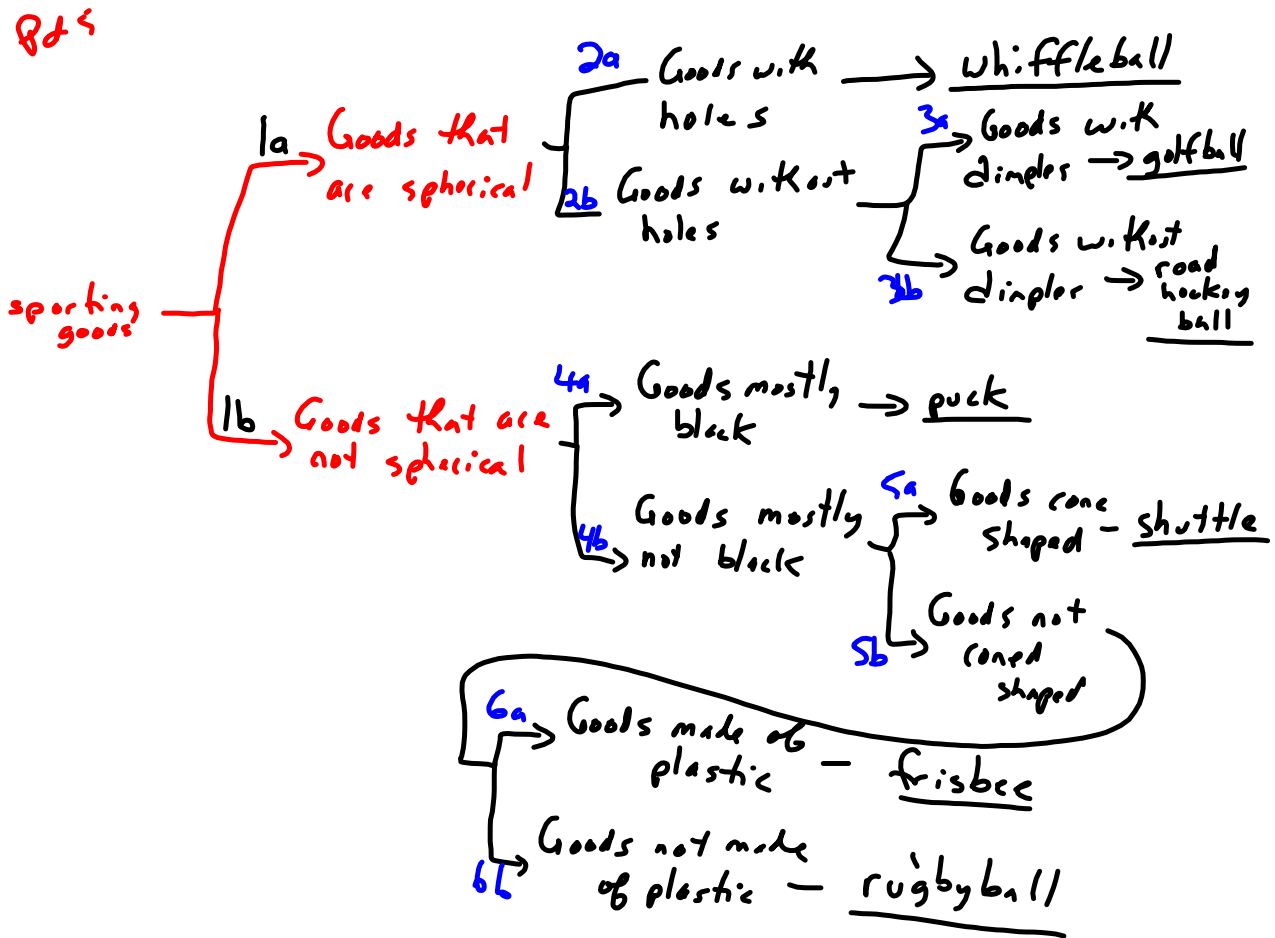 Pd 4
2a
Goods with
holes
whiffleball
1a
Goods that
are spherical
2b
Goods without
holes
3a
Goods with
dimples
golfball
3b
Goods without
dimples
road
hockey
ball
sporting
goods
1b
Goods that are
not spherical
4a
Goods mostly
black
puck
4b
Goods mostly
not black
5a
Goods cone
shaped - shuttle
5b
Goods not
coned
shaped
6a
Goods made of
plastic - frisbee
6b
Goods not made
of plastic - rugbyball